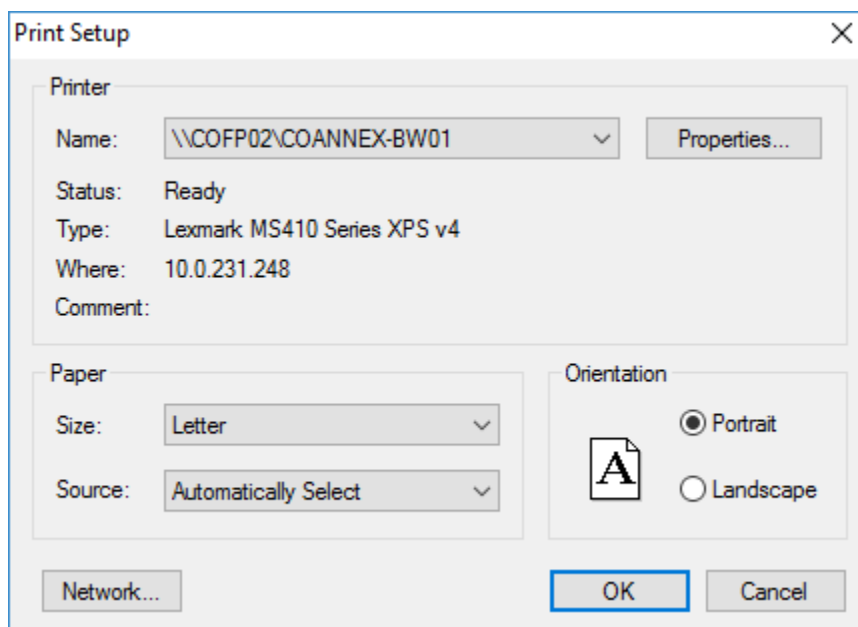 Print Setup
Printer
Name: \\COFP02\COANNEX-BW01 Properties...
Status: Ready
Type: Lexmark MS410 Series XPS v4
Where: 10.0.231.248
Comment:
Paper
Size: Letter
Source: Automatically Select
Orientation
A
Portrait
Landscape
Network... OK Cancel